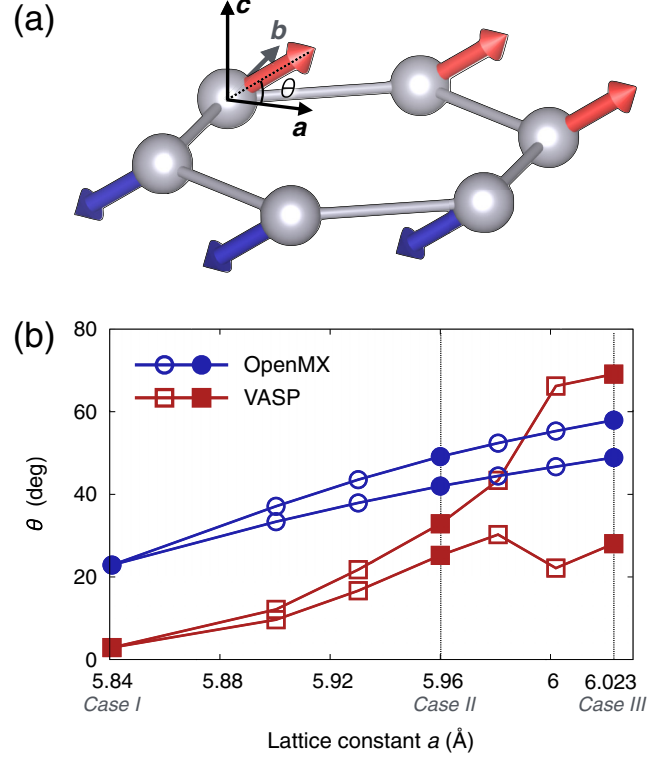 (a)
c
b
θ
a
(b)
80
60
40
20
0
θ (deg)
OpenMX
VASP
5.84 5.88 5.92 5.96 6 6.023
Case I Case II Case III
Lattice constant a (Å)